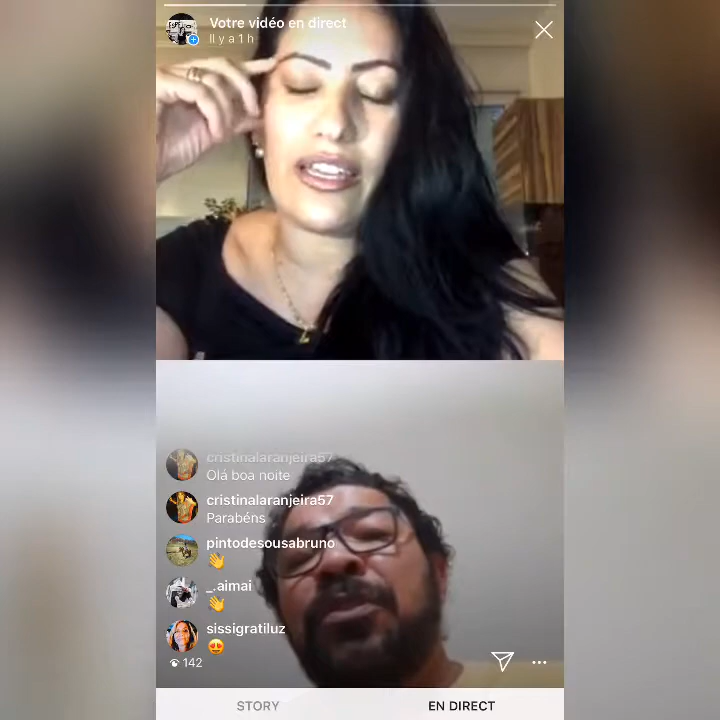 Votre vidéo en direct
Il y a 1 h
cristinalaranjeira57
Olá boa noite
cristinalaranjeira57
Parabéns
pintodesousabruno
👋
_.aimai
👋
sissigratiluz
😍
142
STORY
EN DIRECT